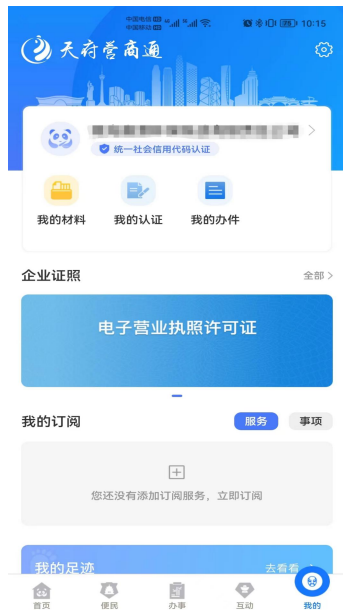 中国电信 HD
中国移动 HD
10:15
天府营商通
统一社会信用代码认证
我的材料 我的认证 我的办件
企业证照 全部
电子营业执照许可证
我的订阅 服务 事项
您还没有添加订阅服务，立即订阅
我的足迹 去看看
首页 便民 办事 互动 我的